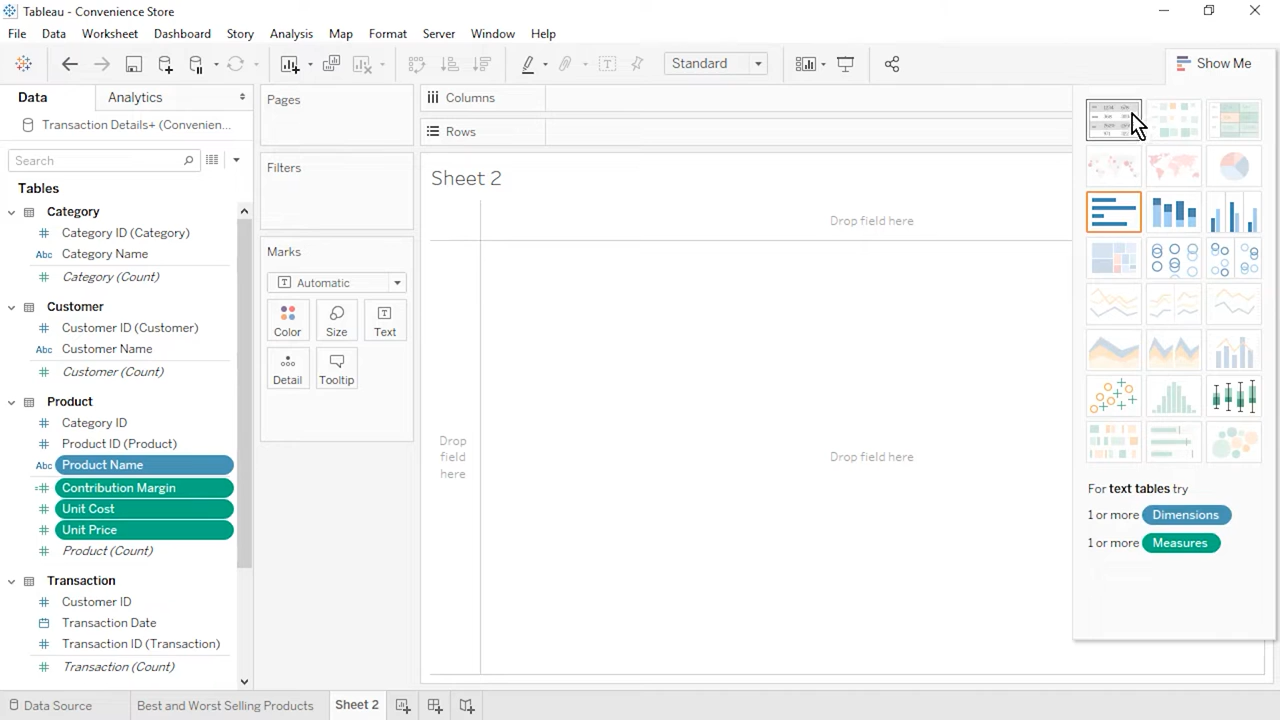 Tableau - Convenience Store
File Data Worksheet Dashboard Story Analysis Map Format Server Window Help
Standard
Show Me
Data Analytics
Transaction Details+ (Convenien...
Search
Tables
Category
Category ID (Category)
Abc Category Name
Category (Count)
Customer
Customer ID (Customer)
Abc Customer Name
Customer (Count)
Product
Category ID
Product ID (Product)
Abc Product Name
Contribution Margin
Unit Cost
Unit Price
Product (Count)
Transaction
Customer ID
Transaction Date
Transaction ID (Transaction)
Transaction (Count)
Pages
Filters
Marks
Automatic
Color Size Text
Detail Tooltip
Columns
Rows
Sheet 2
Drop field here
Drop
field
here
Drop field here
For text tables try
1 or more Dimensions
1 or more Measures
Data Source Best and Worst Selling Products Sheet 2